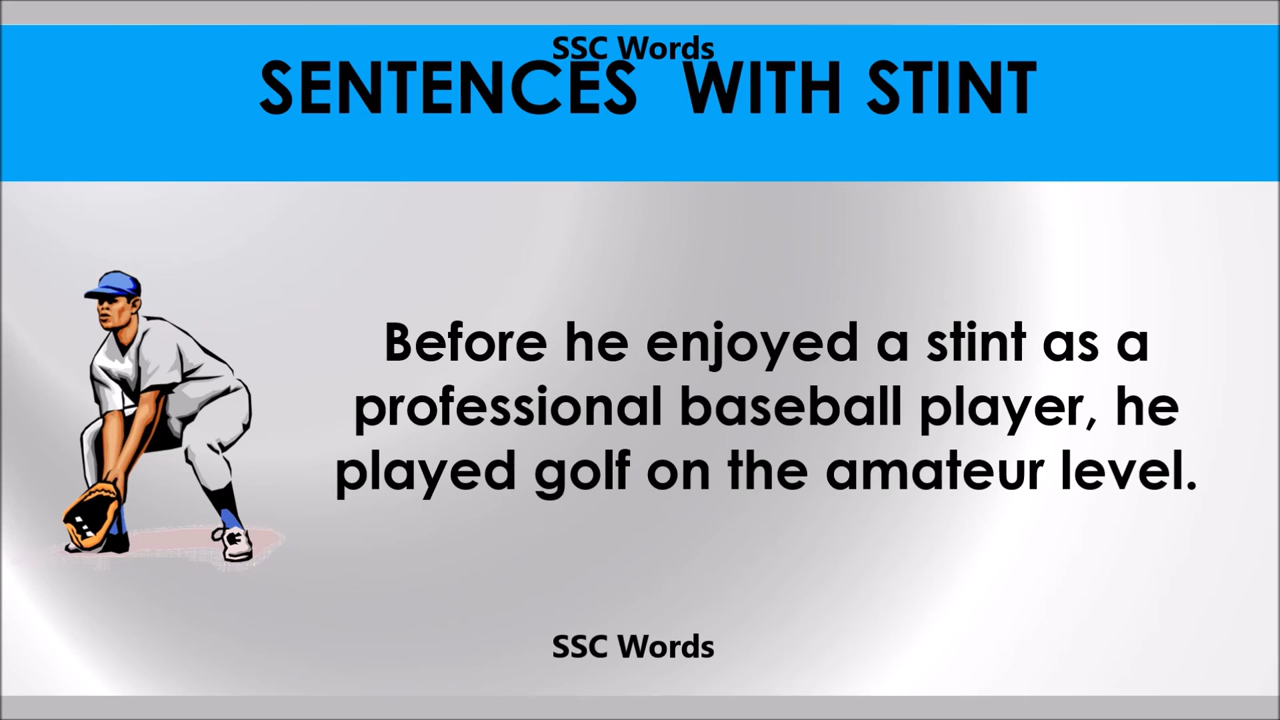 SSC Words
SENTENCES WITH STINT
Before he enjoyed a stint as a
professional baseball player, he
played golf on the amateur level.
SSC Words